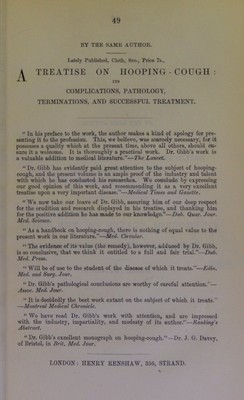 49
BY THE SAME AUTHOR.
Lately Published, Cloth, 8vo., Price 7s.,
A TREATISE ON HOOPING-COUGH:
ITS
COMPLICATIONS, PATHOLOGY,
TERMINATIONS, AND SUCCESSFUL TREATMENT.
"In his preface to the work, the author makes a kind of apology for pre-
senting it to the profession. This, we believe, was scarcely necessary, for it
possesses a quality which at the present time, above all others, should en-
sure it a welcome. It is thoroughly a practical work. Dr. Gibb's work is
a valuable addition to medical literature."—The Lancet.
"Dr. Gibb has evidently paid great attention to the subject of hooping-
cough, and the present volume is an ample proof of the industry and talent
with which he has conducted his researches. We conclude by expressing
our good opinion of this work, and recommending it as a very excellent
treatise upon a very important disease."—Medical Times and Gazette.
"We now take our leave of Dr. Gibb, assuring him of our deep respect
for the erudition and research displayed in his treatise, and thanking him
for the positive addition he has made to our knowledge."—Dub. Quar. Jour.
Med. Science.
"As a handbook on hooping-cough, there is nothing of equal value to the
present work in our literature."—Med. Circular.
"The evidence of its value (the remedy), however, adduced by Dr. Gibb,
is so conclusive, that we think it entitled to a full and fair trial."—Dub.
Med. Press.
"Will be of use to the student of the disease of which it treats."—Edin.
Med. and Surg. Jour.
"Dr. Gibb's pathological conclusions are worthy of careful attention."—
Assoc. Med. Jour.
"It is decidedly the best work extant on the subject of which it treats."
—Montreal Medical Chronicle.
"We have read Dr. Gibb's work with attention, and are impressed
with the industry, impartiality, and modesty of its author."—Ranking's
Abstract.
"Dr. Gibb's excellent monograph on hooping-cough."—Dr. J. G. Davey,
of Bristol, in Brit. Med. Jour.
LONDON: HENRY RENSHAW, 356, STRAND.